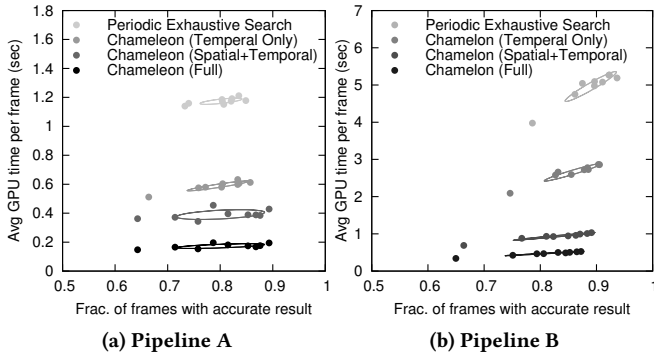 Avg GPU time per frame (sec)
1.8
1.6
1.4
1.2
1
0.8
0.6
0.4
0.2
0
Periodic Exhaustive Search
Chameleon (Temperal Only)
Chameleon (Spatial+Temporal)
Chameleon (Full)
0.5 0.6 0.7 0.8 0.9 1
Frac. of frames with accurate result
(a) Pipeline A
Avg GPU time per frame (sec)
7
6
5
4
3
2
1
0
Periodic Exhaustive Search
Chamelon (Temporal Only)
Chamelon (Spatial+Temporal)
Chamelon (Full)
0.5 0.6 0.7 0.8 0.9 1
Frac. of frames with accurate result
(b) Pipeline B